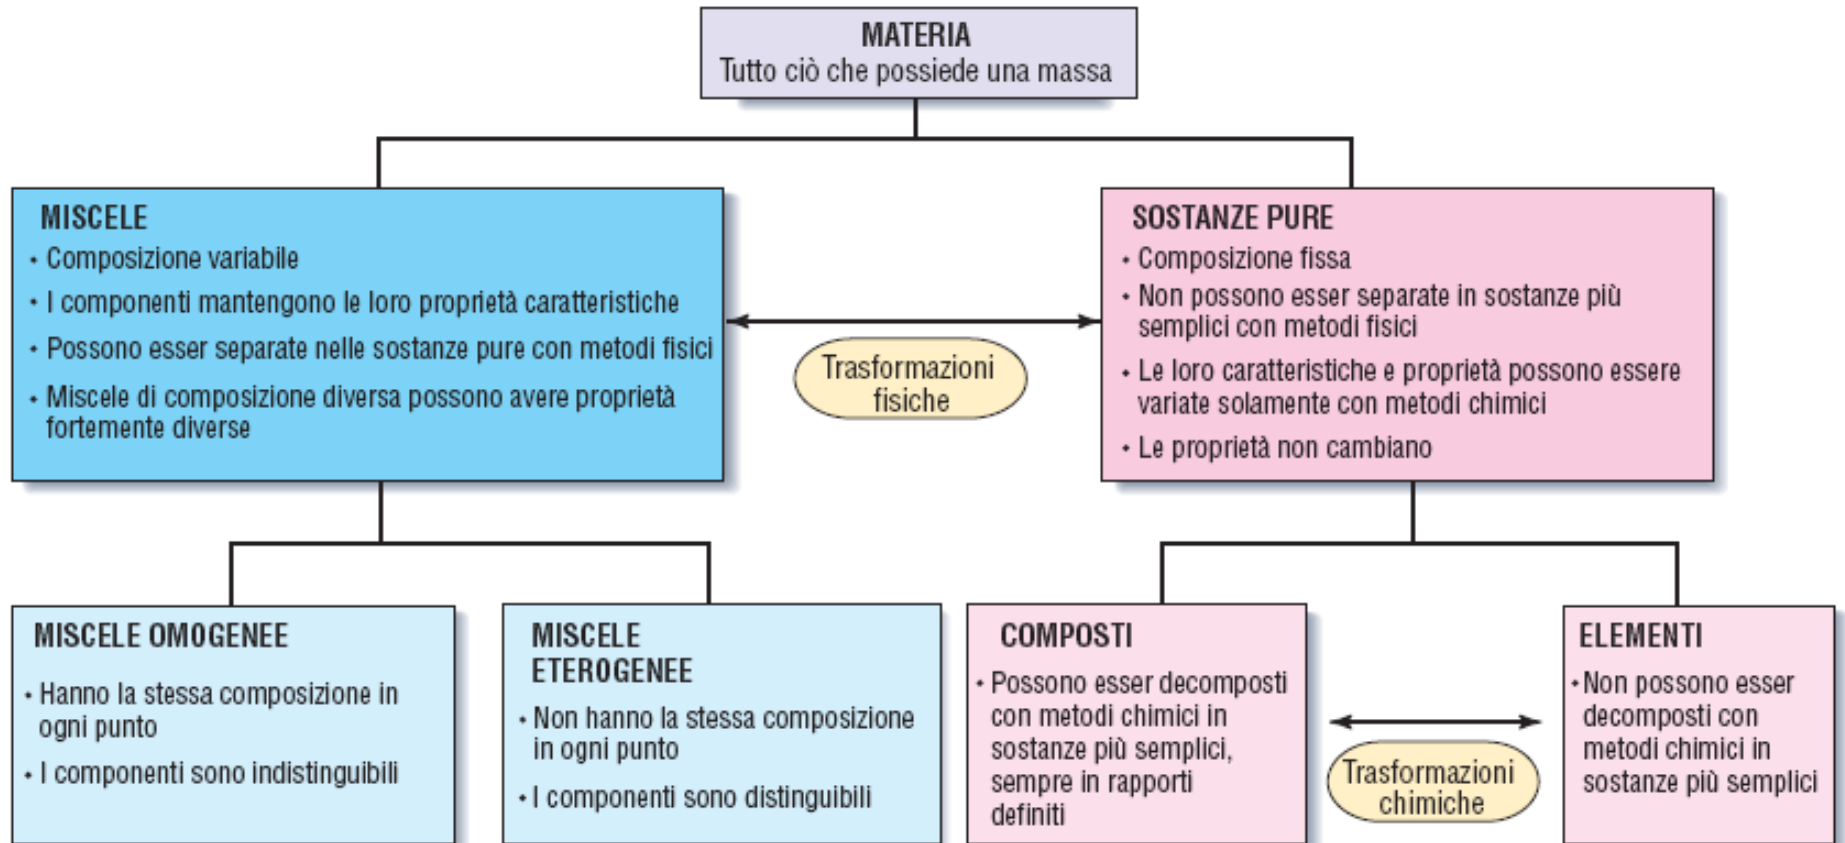 MATERIA
Tutto ciò che possiede una massa
MISCELE
• Composizione variabile
• I componenti mantengono le loro proprietà caratteristiche
• Possono esser separate nelle sostanze pure con metodi fisici
• Miscele di composizione diversa possono avere proprietà
fortemente diverse
Trasformazioni
fisiche
SOSTANZE PURE
• Composizione fissa
• Non possono esser separate in sostanze più
semplici con metodi fisici
• Le loro caratteristiche e proprietà possono essere
variate solamente con metodi chimici
• Le proprietà non cambiano
MISCELE OMOGENEE
• Hanno la stessa composizione in
ogni punto
• I componenti sono indistinguibili
MISCELE
ETEROGENEE
• Non hanno la stessa composizione
in ogni punto
• I componenti sono distinguibili
COMPOSTI
• Possono esser decomposti
con metodi chimici in
sostanze più semplici,
sempre in rapporti
definiti
Trasformazioni
chimiche
ELEMENTI
• Non possono esser
decomposti con
metodi chimici in
sostanze più semplici